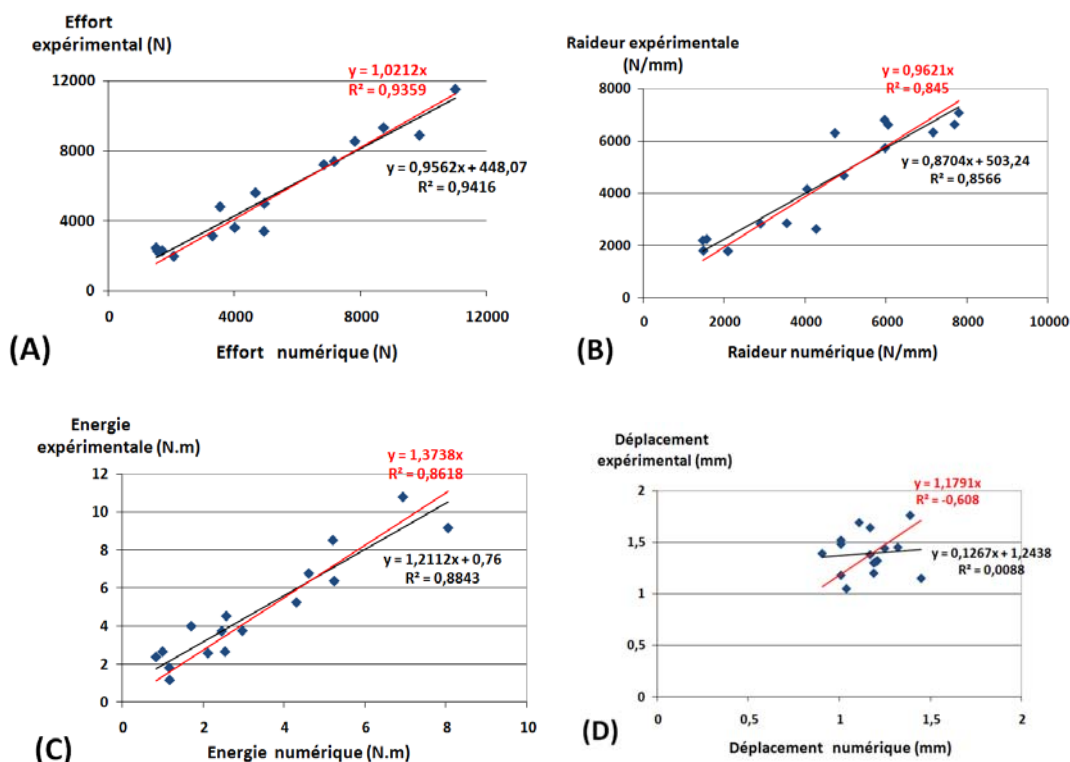 Effort
expérimental (N)
y = 1,0212x
R² = 0,9359
12000
8000
y = 0,9562x + 448,07
R² = 0,9416
4000
0
0 4000 8000 12000
(A)
Effort numérique (N)
Raideur expérimentale
(N/mm)
y = 0,9621x
R² = 0,845
8000
6000
y = 0,8704x + 503,24
R² = 0,8566
4000
2000
0
0 2000 4000 6000 8000 10000
(B)
Raideur numérique (N/mm)
Energie
expérimentale (N.m)
y = 1,3738x
R² = 0,8618
12
10
8
y = 1,2112x + 0,76
R² = 0,8843
6
4
2
0
0 2 4 6 8 10
(C)
Energie numérique (N.m)
Déplacement
expérimental (mm)
y = 1,1791x
R² = -0,608
2
1,5
y = 0,1267x + 1,2438
R² = 0,0088
1
0,5
0
0 0,5 1 1,5 2
(D)
Déplacement numérique (mm)